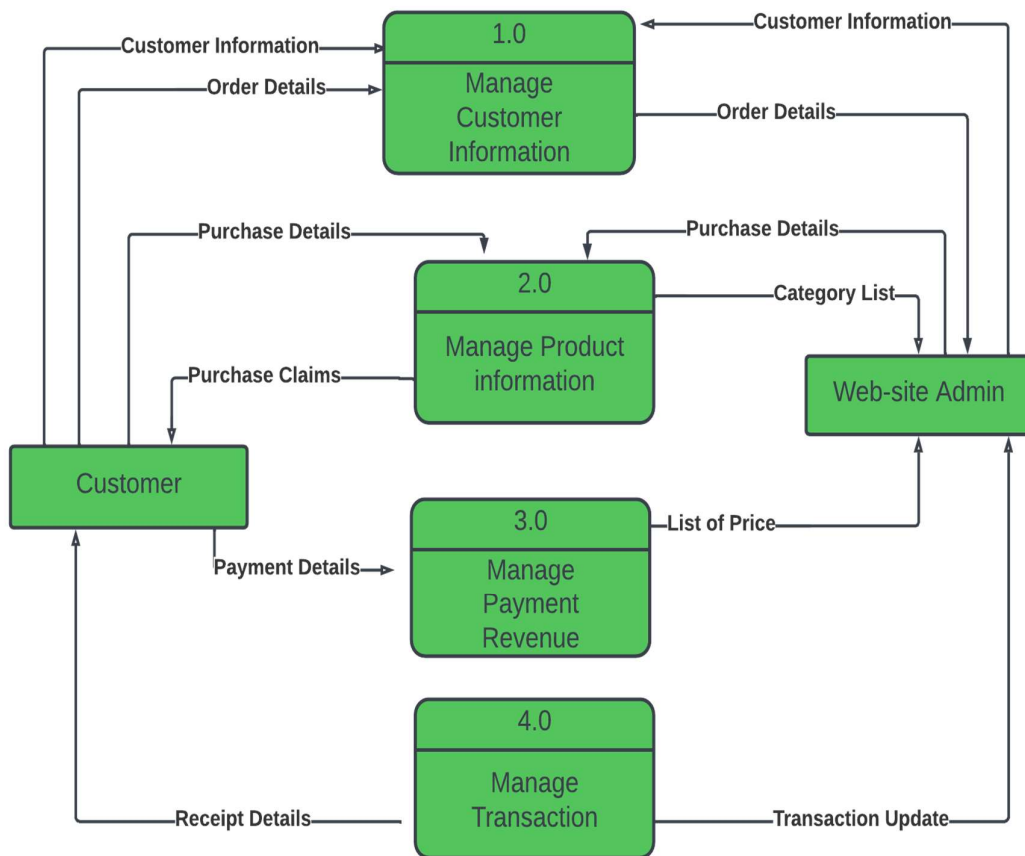 Customer Information
1.0
Customer Information
Order Details
Manage
Customer
Information
Order Details
Purchase Details
Purchase Details
2.0
Category List
Manage Product
information
Purchase Claims
Web-site Admin
Customer
3.0
List of Price
Payment Details
Manage
Payment
Revenue
4.0
Manage
Transaction
Receipt Details
Transaction Update